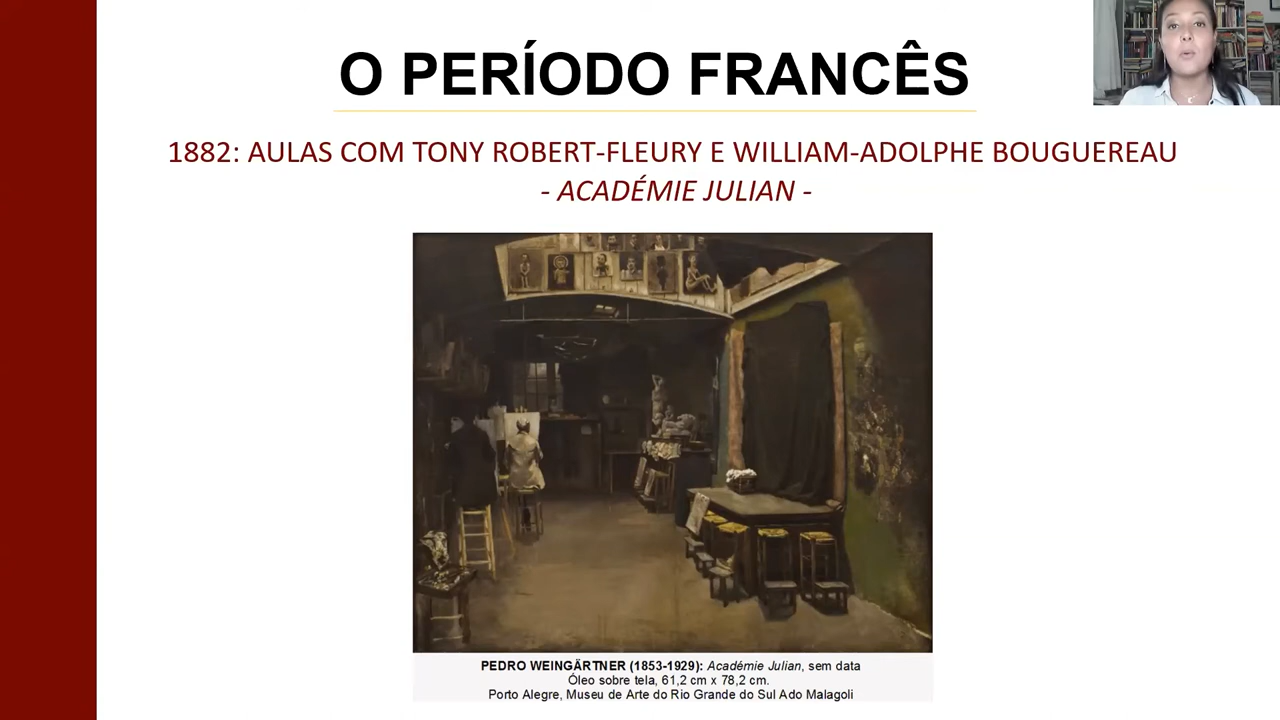 O PERÍODO FRANCÊS
1882: AULAS COM TONY ROBERT-FLEURY E WILLIAM-ADOLPHE BOUGUEREAU
- ACADÉMIE JULIAN -
PEDRO WEINGÄRTNER (1853-1929): Académie Julian, sem data
Óleo sobre tela, 61,2 cm x 78,2 cm.
Porto Alegre, Museu de Arte do Rio Grande do Sul Ado Malagoli